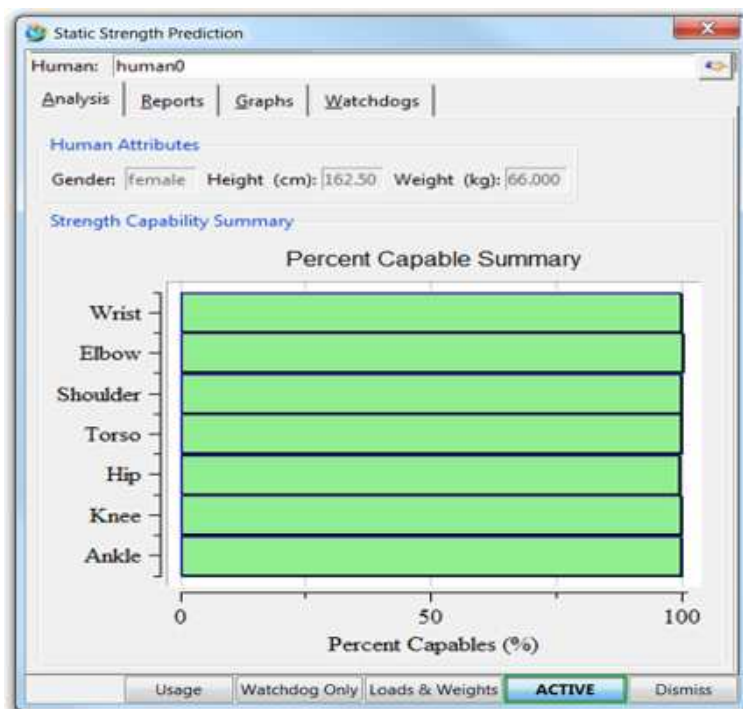 Static Strength Prediction
Human: human0
Analysis Reports Graphs Watchdogs
Human Attributes
Gender: female Height (cm): 162.50 Weight (kg): 66.000
Strength Capability Summary
Percent Capable Summary
Wrist
Elbow
Shoulder
Torso
Hip
Knee
Ankle
0 50 100
Percent Capables (%)
Usage Watchdog Only Loads & Weights ACTIVE Dismiss